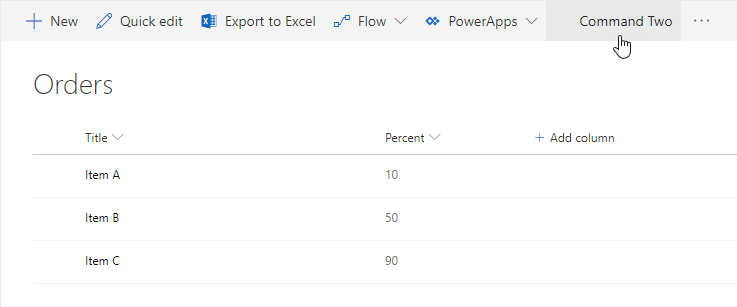 New Quick edit Export to Excel Flow PowerApps Command Two ...
Orders
Title Percent + Add column
Item A 10
Item B 50
Item C 90